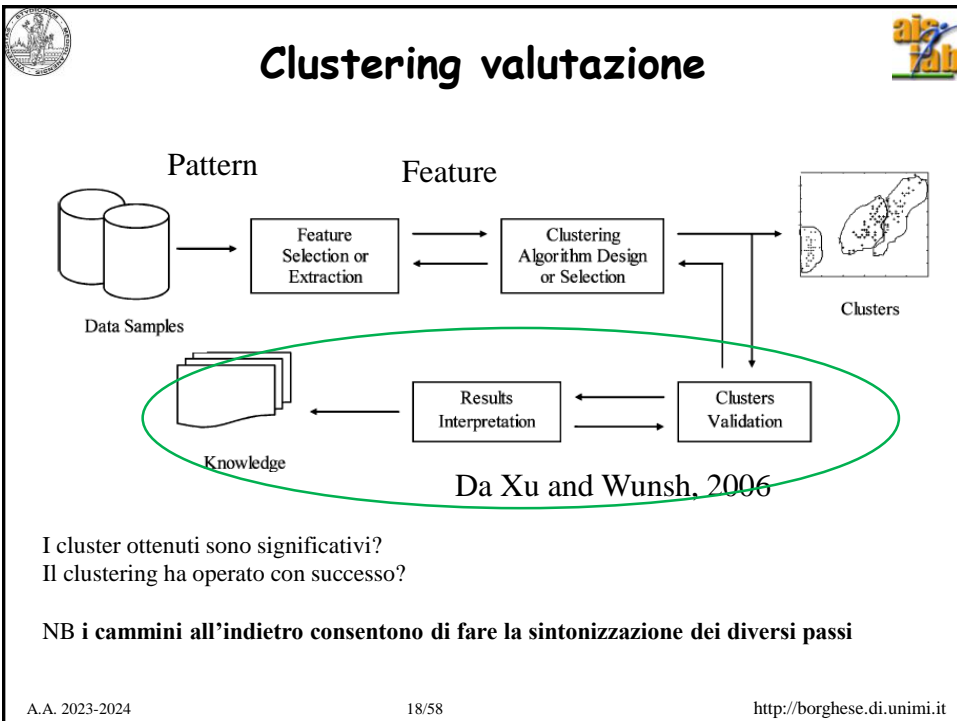 Clustering valutazione
ais
lab
Pattern
Feature
Feature
Selection or
Extraction
Clustering
Algorithm Design
or Selection
Data Samples
Clusters
Results
Interpretation
Clusters
Validation
Knowledge
Da Xu and Wunsh, 2006
I cluster ottenuti sono significativi?
Il clustering ha operato con successo?
NB i cammini all’indietro consentono di fare la sintonizzazione dei diversi passi
A.A. 2023-2024
18/58
http://borghese.di.unimi.it